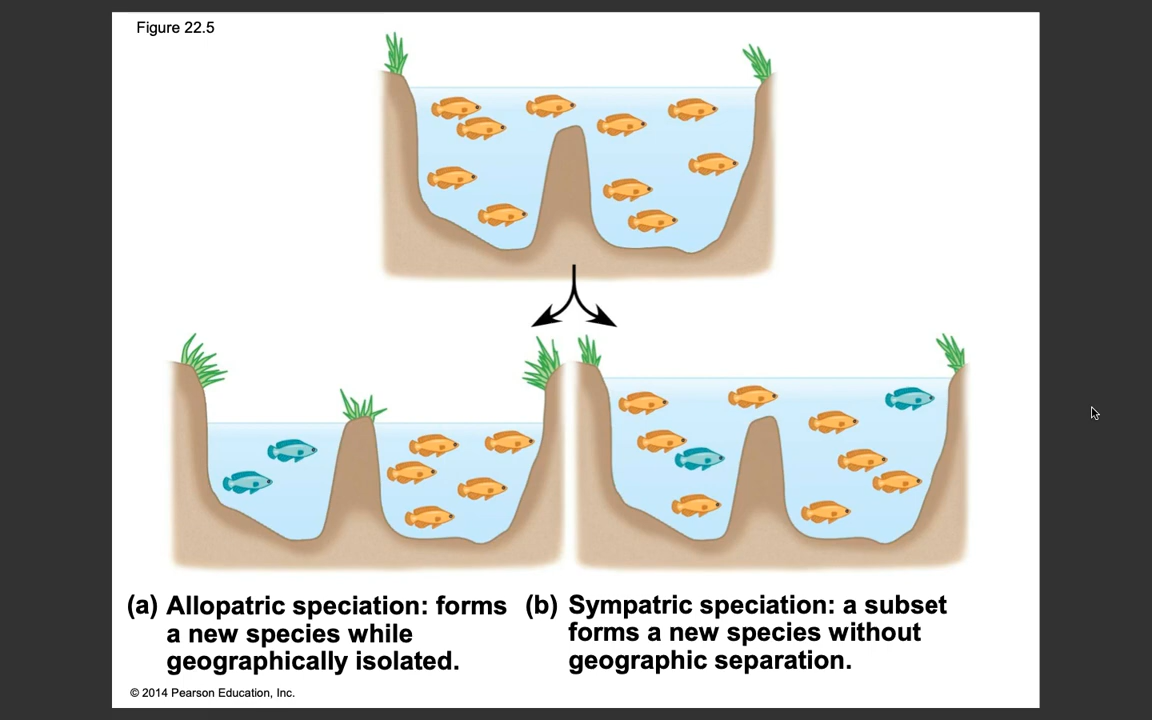 Figure 22.5
(a) Allopatric speciation: forms
a new species while
geographically isolated.
(b) Sympatric speciation: a subset
forms a new species without
geographic separation.
© 2014 Pearson Education, Inc.